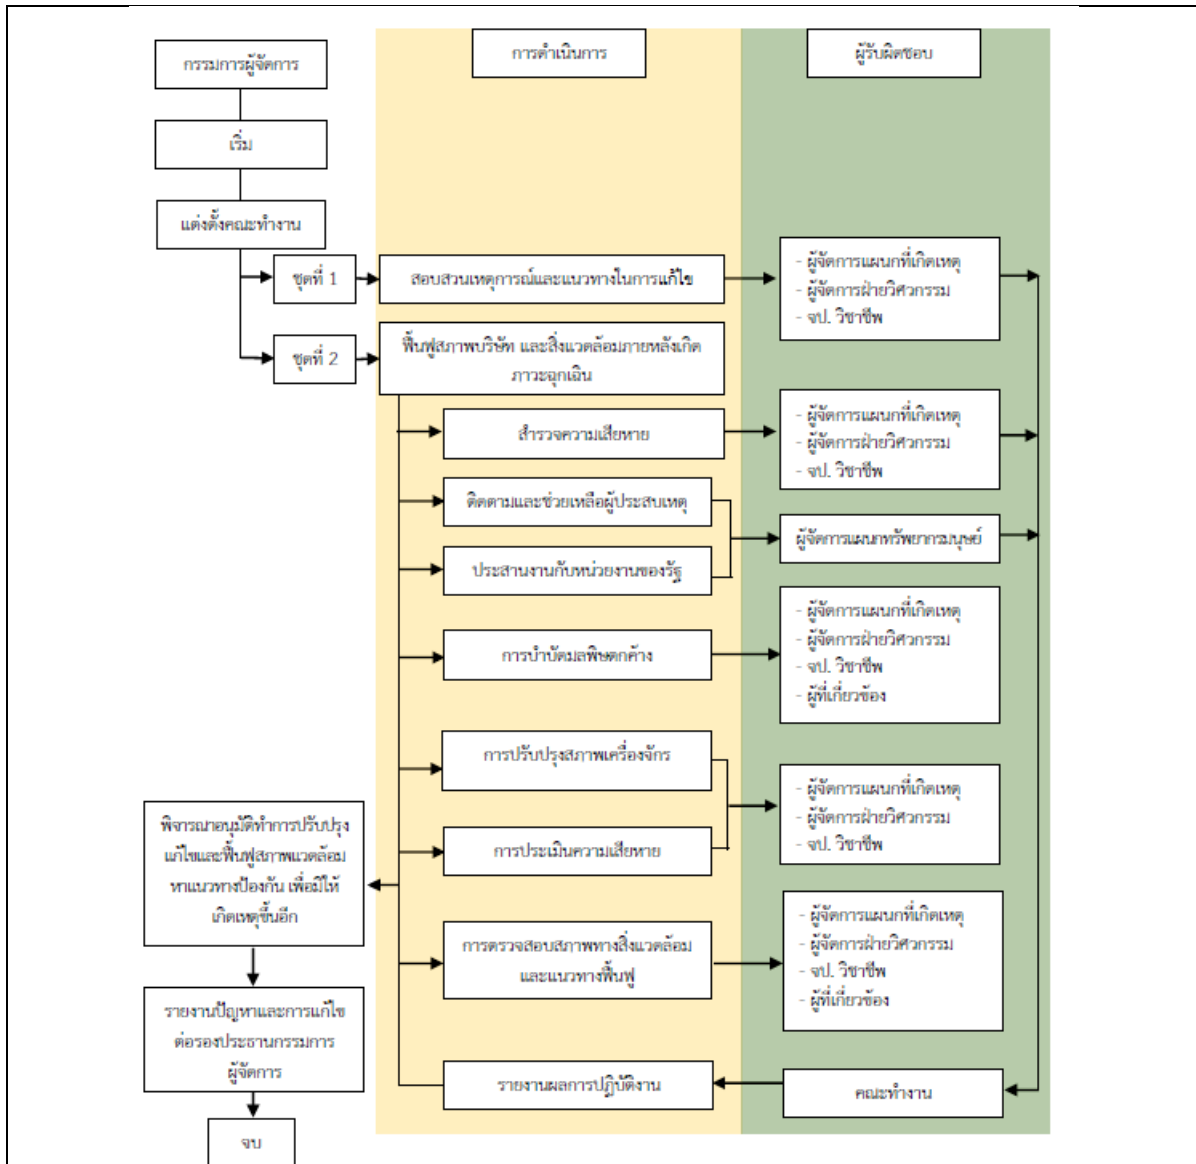 กรรมการผู้จัดการ
การดำเนินการ
ผู้รับผิดชอบ
เริ่ม
แต่งตั้งคณะทำงาน
ชุดที่ 1
สอบสวนเหตุการณ์และแนวทางในการแก้ไข
- ผู้จัดการแผนกที่เกิดเหตุ
- ผู้จัดการฝ่ายวิศวกรรม
- จป. วิชาชีพ
ชุดที่ 2
ฟื้นฟูสภาพบริษัท และสิ่งแวดล้อมภายหลังเกิด
ภาวะฉุกเฉิน
สำรวจความเสียหาย
- ผู้จัดการแผนกที่เกิดเหตุ
- ผู้จัดการฝ่ายวิศวกรรม
- จป. วิชาชีพ
ติดตามและช่วยเหลือผู้ประสบเหตุ
ประสานงานกับหน่วยงานของรัฐ
ผู้จัดการแผนกทรัพยากรมนุษย์
การบำบัดมลพิษตกค้าง
- ผู้จัดการแผนกที่เกิดเหตุ
- ผู้จัดการฝ่ายวิศวกรรม
- จป. วิชาชีพ
- ผู้ที่เกี่ยวข้อง
การปรับปรุงสภาพเครื่องจักร
การประเมินความเสียหาย
- ผู้จัดการแผนกที่เกิดเหตุ
- ผู้จัดการฝ่ายวิศวกรรม
- จป. วิชาชีพ
การตรวจสอบสภาพทางสิ่งแวดล้อม
และแนวทางฟื้นฟู
- ผู้จัดการแผนกที่เกิดเหตุ
- ผู้จัดการฝ่ายวิศวกรรม
- จป. วิชาชีพ
- ผู้ที่เกี่ยวข้อง
คณะทำงาน
รายงานผลการปฏิบัติงาน
พิจารณาอนุมัติทำการปรับปรุง
แก้ไขและฟื้นฟูสภาพแวดล้อม
หาแนวทางป้องกัน เพื่อมิให้
เกิดเหตุขึ้นอีก
รายงานปัญหาและการแก้ไข
ต่อรองประธานกรรมการ
ผู้จัดการ
จบ